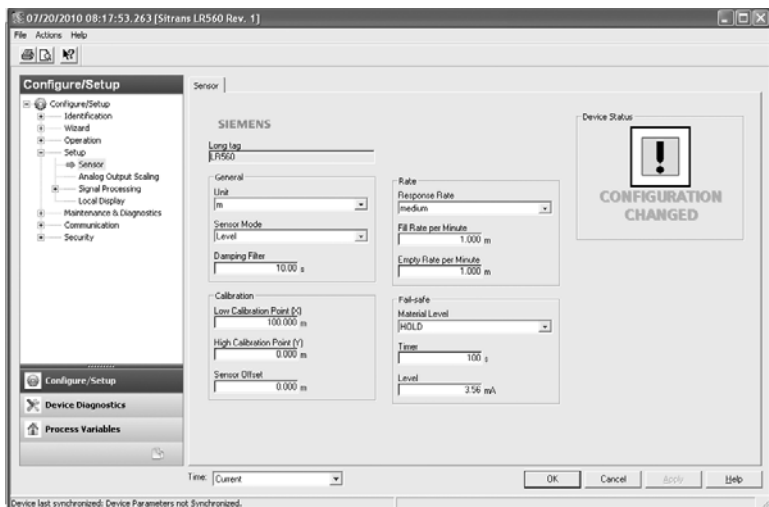 07/20/2010 08:17:53.263 [Sitrans LR560 Rev. 1]
File Actions Help
Configure/Setup
Configure/Setup
Identification
Wizard
Operation
Setup
Sensor
Analog Output Scaling
Signal Processing
Local Display
Maintenance & Diagnostics
Communication
Security
Configure/Setup
Device Diagnostics
Process Variables
Sensor
SIEMENS
Long tag
LR560
General
Unit
m
Sensor Mode
Level
Damping Filter
10.00 s
Calibration
Low Calibration Point (X)
100.000 m
High Calibration Point (Y)
0.000 m
Sensor Offset
0.000 m
Rate
Response Rate
medium
Fill Rate per Minute
1.000 m
Empty Rate per Minute
1.000 m
Fail-safe
Material Level
HOLD
Timer
100 s
Level
3.56 mA
Device Status
CONFIGURATION
CHANGED
Time: Current
OK Cancel Apply Help
Device last synchronized: Device Parameters not Synchronized.